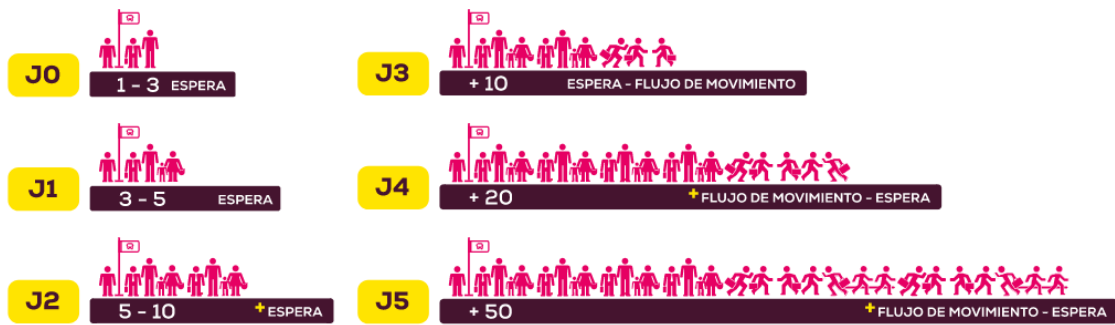 J0
1 - 3 ESPERA
J1
3 - 5 ESPERA
J2
5 - 10 +ESPERA
J3
+ 10 ESPERA - FLUJO DE MOVIMIENTO
J4
+ 20 +FLUJO DE MOVIMIENTO - ESPERA
J5
+ 50 +FLUJO DE MOVIMIENTO - ESPERA